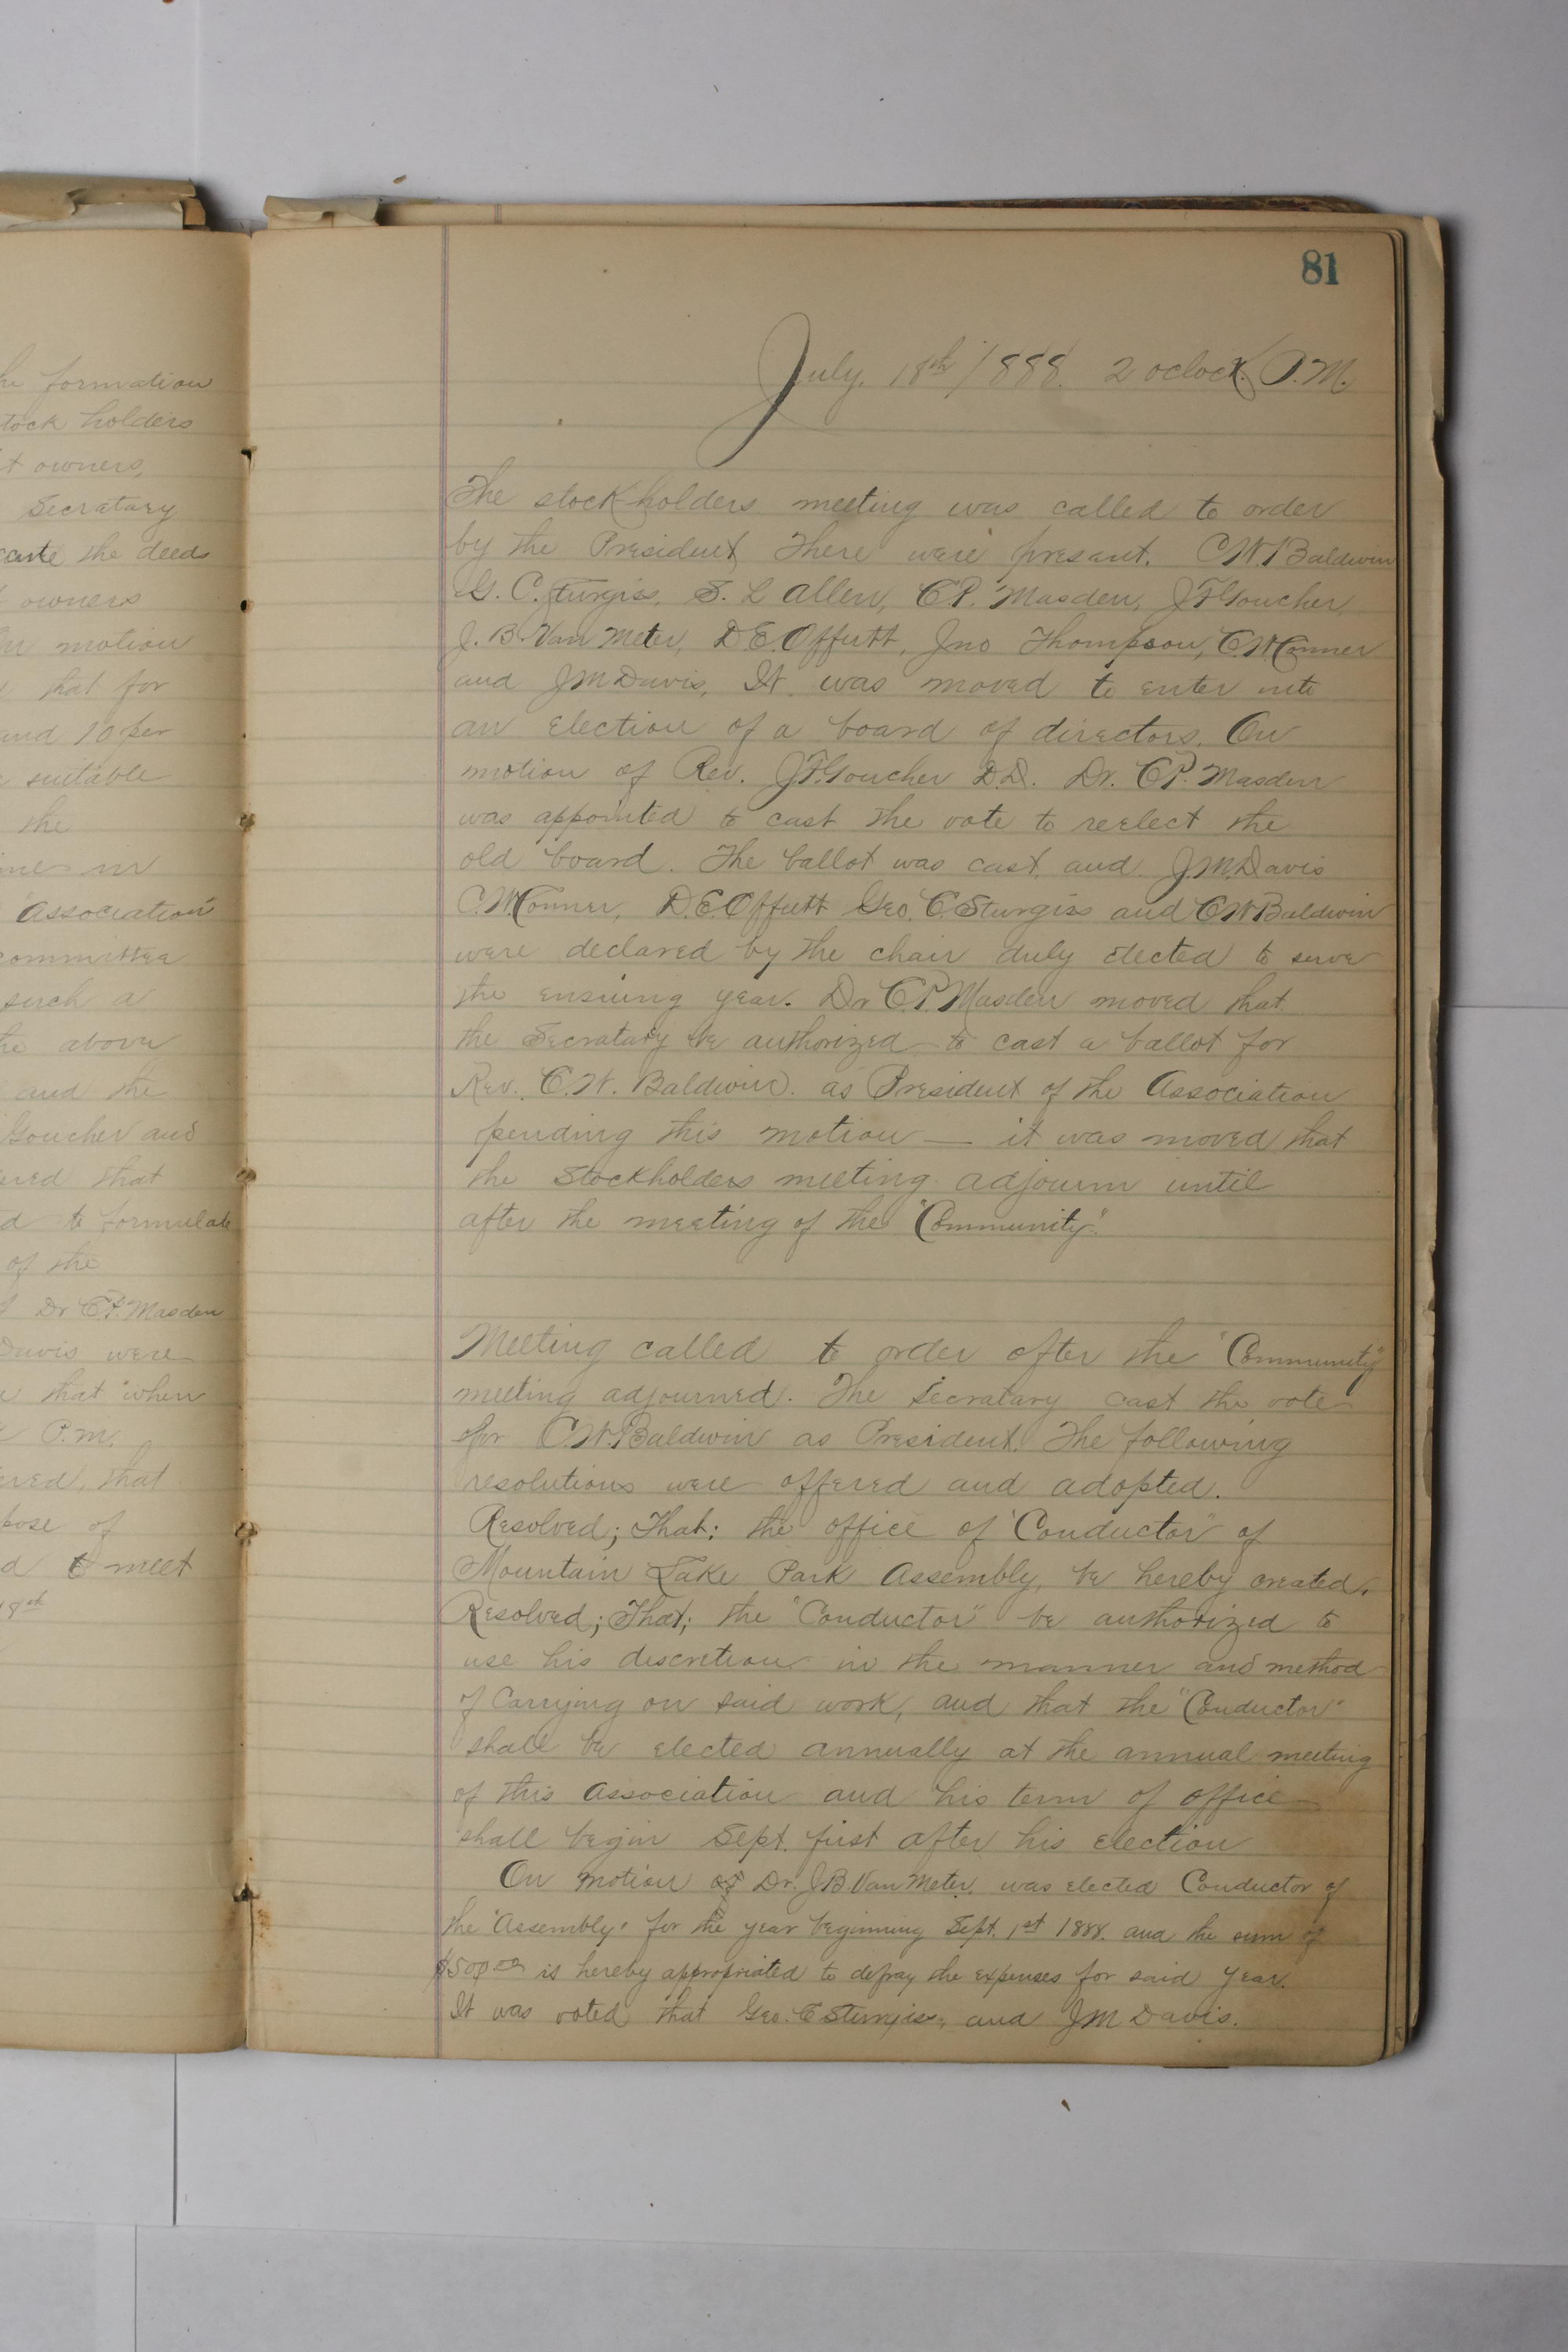 81
he formation
tock holders
t owners,
Secratary
the deeds
owners
motion
that for
and 10 per
suitable
the
in
Association
committee
such a
he above
and the
Goucher and
ered that
d to formulate
of the
Dr C.P. Masden
Davis were
that "when
P.M.
ered, that
pose of
d to meet
July. 18th/1888. 2 oclock. P.M.
The stockholders meeting was called to order
by the President, There were presant. C.W. Baldwin
G. C. Sturgiss, S. L Allen, C.P. Masden, J F Goucher,
J. B. Van Meter, D.E. Offutt, Jno Thompson, C.W Conner
and J M Davis, It was moved to enter into
an election of a board of directors. On
motion of Rev. J.F. Goucher D.D. Dr. C.P. Masden
was appointed to cast the vote to reelect the
old board. The ballot was cast and J.M. Davis
C.W Conner, D.E. Offutt Geo. C. Sturgiss and C W Baldwin
were declared by the chair duly elected to serve
the ensuing year. Dr C.P. Masden moved that
the Secratary be authorized to cast a ballot for
Rev. C.W. Baldwin. as President of the Association
pending this motion — it was moved that
the Stockholders meeting adjourn until
after the meeting of the "Community".
Meeting called to order after the "Community"
meeting adjourned. The Secratary cast the vote
for C.W. Baldwin as President. The following
resolutions were offered and adopted.
Resolved; That; the office of "Conductor" of
Mountain Lake Park Assembly, be hereby created.
Resolved; That; the "Conductor" be authorized to
use his discretion in the manner and method
of Carrying on said work, and that the "Conductor"
shall be elected annually at the annual meeting
of this Association and his term of office
shall begin Sept. first after his election
On motion of Dr. J B Van Meter, was elected Conductor of
the "Assembly" for the year beginning Sept. 1st 1888. and the sum of
$500.00 is hereby appropriated to defray the expenses for said year.
It was voted that Geo. C Sturgiss, and J M Davis.